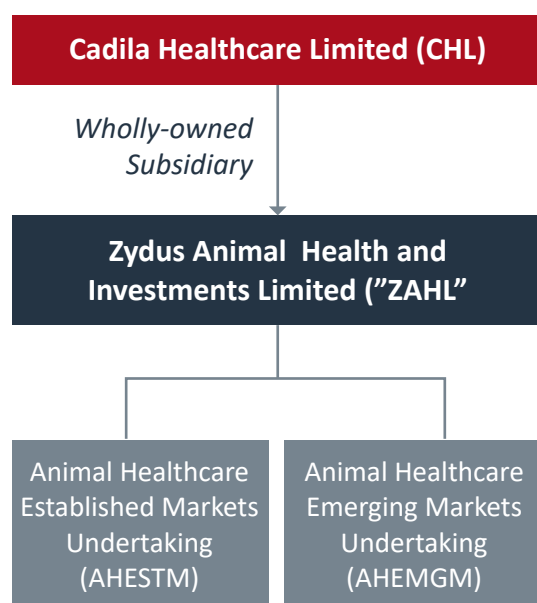 Cadila Healthcare Limited (CHL)
Wholly-owned
Subsidiary
Zydus Animal  Health and
Investments Limited (”ZAHL”
Animal Healthcare
Established Markets
Undertaking
(AHESTM)
Animal Healthcare
Emerging Markets
Undertaking
(AHEMGM)